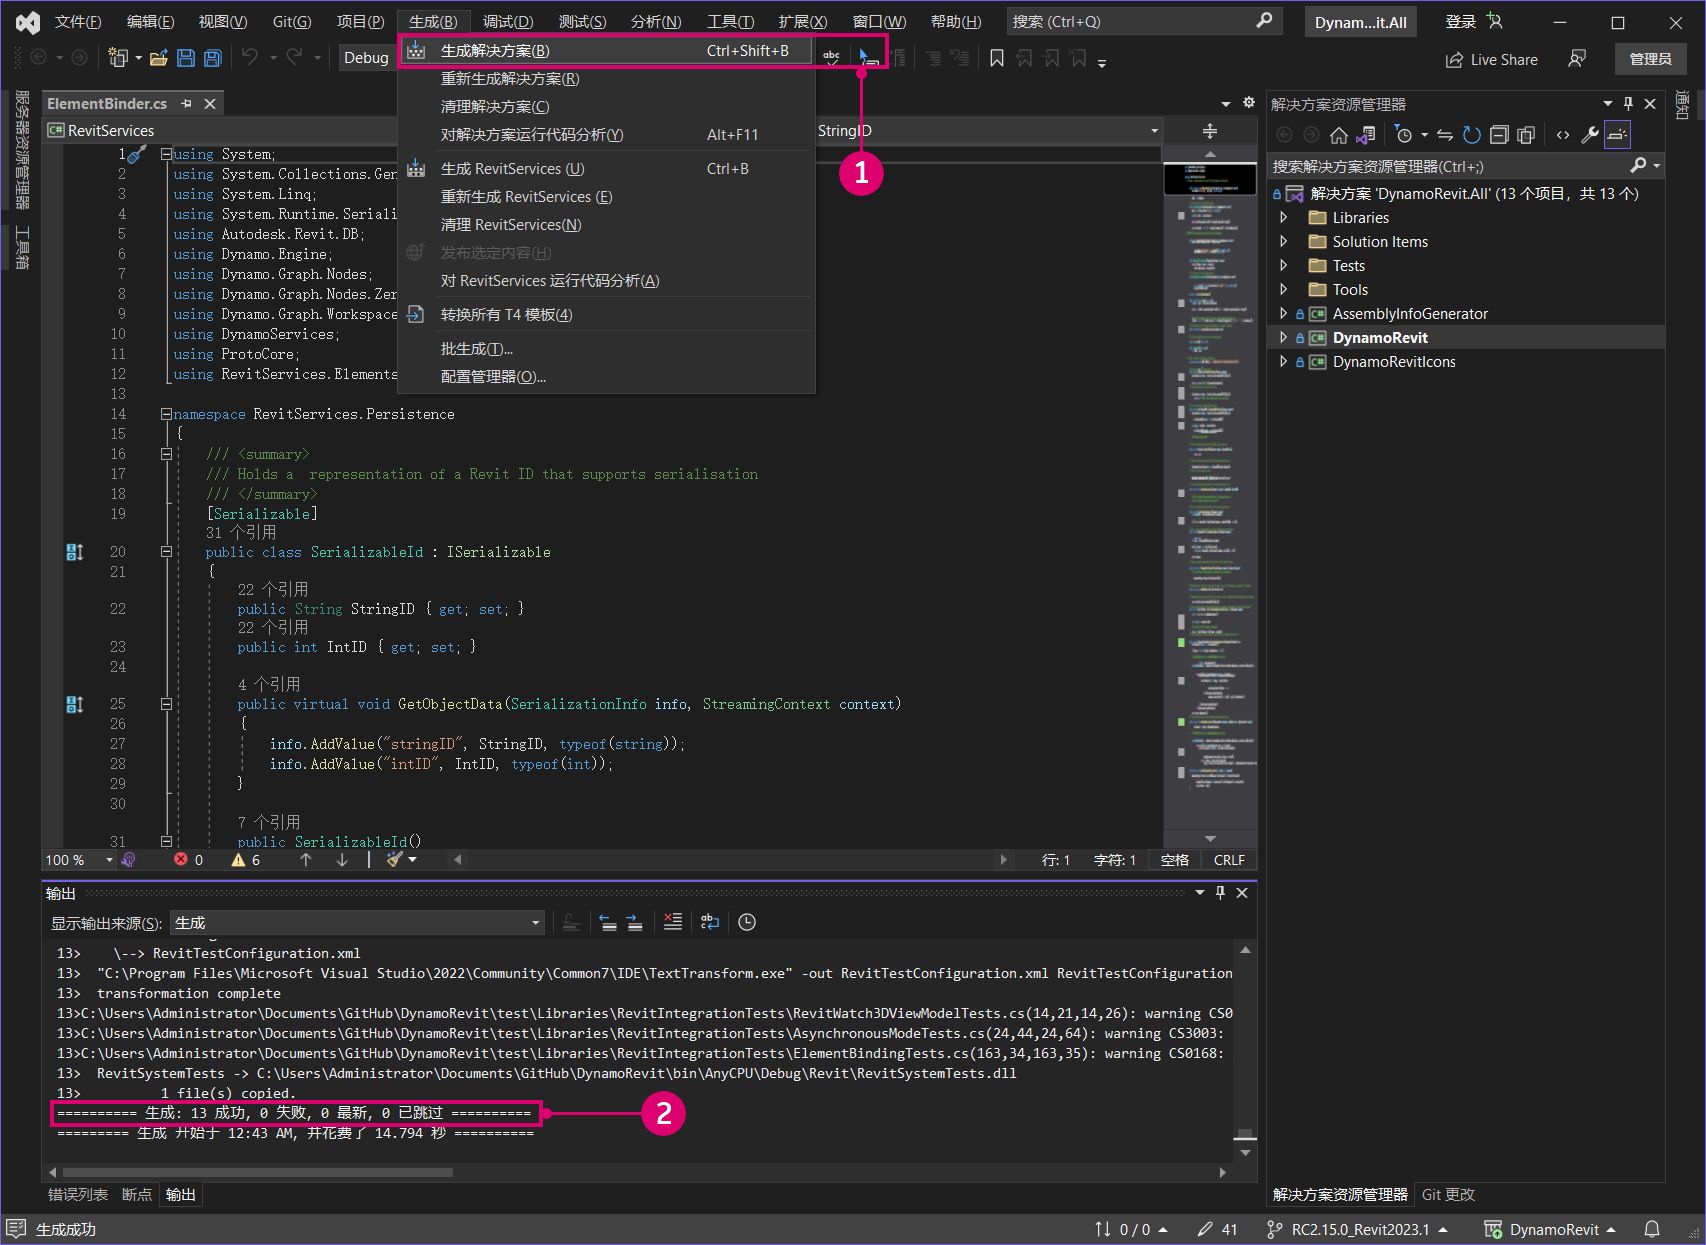 文件(F) 编辑(E) 视图(V) Git(G) 项目(P) 生成(B) 调试(D) 测试(S) 分析(N) 工具(T) 扩展(X) 窗口(W) 帮助(H) 搜索 (Ctrl+Q) Dynam...it.All 登录
Debug
Live Share
管理员
生成解决方案(B) Ctrl+Shift+B
重新生成解决方案(R)
清理解决方案(C)
对解决方案运行代码分析(Y) Alt+F11
生成 RevitServices (U) Ctrl+B
重新生成 RevitServices (E)
清理 RevitServices(N)
发布选定内容(H)
对 RevitServices 运行代码分析(A)
转换所有 T4 模板(4)
批生成(T)...
配置管理器(O)...
1
服务器资源管理器
工具箱
通知
ElementBinder.cs
RevitServices
StringID
1 using System;
2 using System.Collections.Gen
3 using System.Linq;
4 using System.Runtime.Seriali
5 using Autodesk.Revit.DB;
6 using Dynamo.Engine;
7 using Dynamo.Graph.Nodes;
8 using Dynamo.Graph.Nodes.Zer
9 using Dynamo.Graph.Workspace
10 using DynamoServices;
11 using ProtoCore;
12 using RevitServices.Elements
13
14 namespace RevitServices.Persistence
15 {
16 /// <summary>
17 /// Holds a  representation of a Revit ID that supports serialisation
18 /// </summary>
19 [Serializable]
31 个引用
20 public class SerializableId : ISerializable
21 {
22 个引用
22 public String StringID { get; set; }
22 个引用
23 public int IntID { get; set; }
24
4 个引用
25 public virtual void GetObjectData(SerializationInfo info, StreamingContext context)
26 {
27 info.AddValue("stringID", StringID, typeof(string));
28 info.AddValue("intID", IntID, typeof(int));
29 }
30
7 个引用
31 public SerializableId()
100 % 0 6 行: 1 字符: 1 空格 CRLF
解决方案资源管理器
搜索解决方案资源管理器(Ctrl+;)
解决方案 'DynamoRevit.All' (13 个项目，共 13 个)
Libraries
Solution Items
Tests
Tools
AssemblyInfoGenerator
DynamoRevit
DynamoRevitIcons
输出
显示输出来源(S): 生成
13>    \--> RevitTestConfiguration.xml
13>  "C:\Program Files\Microsoft Visual Studio\2022\Community\Common7\IDE\TextTransform.exe" -out RevitTestConfiguration.xml RevitTestConfiguration
13>  transformation complete
13>C:\Users\Administrator\Documents\GitHub\DynamoRevit\test\Libraries\RevitIntegrationTests\RevitWatch3DViewModelTests.cs(14,21,14,26): warning CS0
13>C:\Users\Administrator\Documents\GitHub\DynamoRevit\test\Libraries\RevitIntegrationTests\AsynchronousModeTests.cs(24,44,24,64): warning CS3003:
13>C:\Users\Administrator\Documents\GitHub\DynamoRevit\test\Libraries\RevitIntegrationTests\ElementBindingTests.cs(163,34,163,35): warning CS0168:
13>  RevitSystemTests -> C:\Users\Administrator\Documents\GitHub\DynamoRevit\bin\AnyCPU\Debug\Revit\RevitSystemTests.dll
13>          1 file(s) copied.
========== 生成: 13 成功, 0 失败, 0 最新, 0 已跳过 ==========
========= 生成 开始于 12:43 AM, 并花费了 14.794 秒 ==========
2
错误列表 断点 输出
解决方案资源管理器 Git 更改
生成成功 0 / 0 41 RC2.15.0_Revit2023.1 DynamoRevit